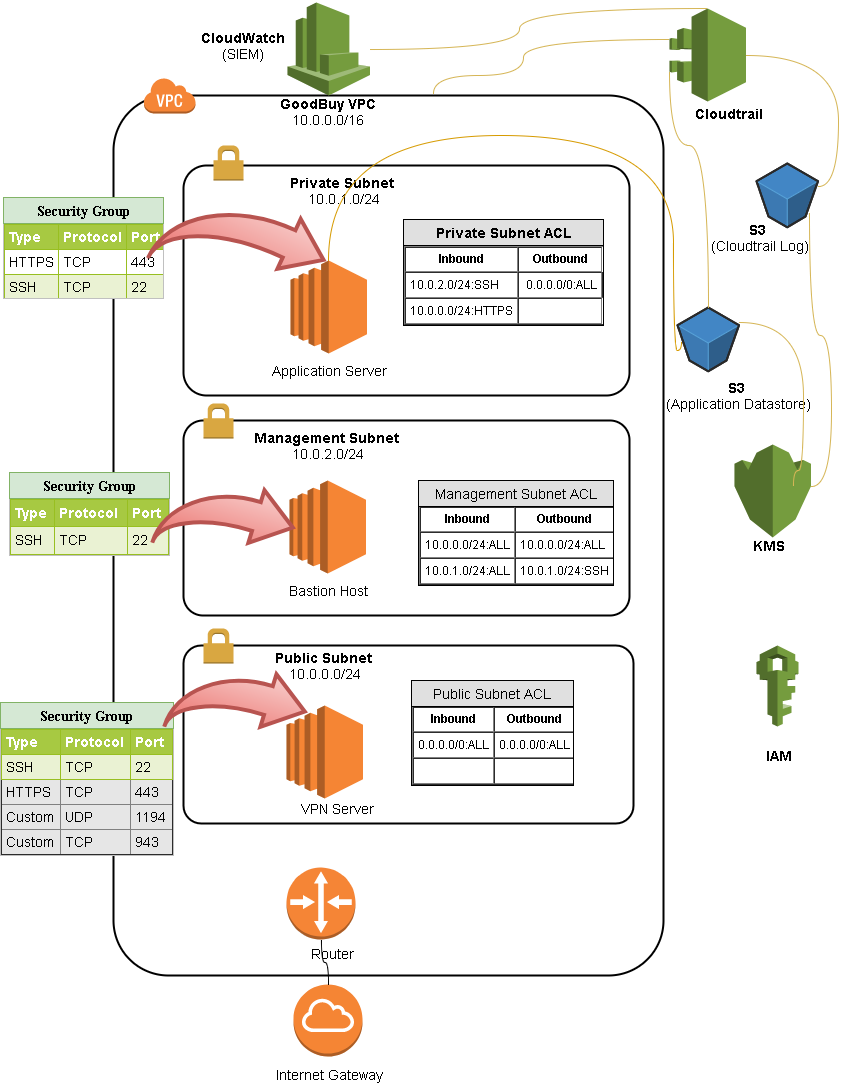 CloudWatch
(SIEM)
Cloudtrail
VPC
GoodBuy VPC
10.0.0.0/16
S3
(Cloudtrail Log)
Private Subnet
10.0.1.0/24
Security Group
Type Protocol Port
HTTPS TCP 443
SSH TCP 22
Private Subnet ACL
Inbound Outbound
10.0.2.0/24:SSH 0.0.0.0/0:ALL
10.0.0.0/24:HTTPS
Application Server
S3
(Application Datastore)
Management Subnet
10.0.2.0/24
Security Group
Type Protocol Port
SSH TCP 22
Management Subnet ACL
Inbound Outbound
10.0.0.0/24:ALL 10.0.0.0/24:ALL
10.0.1.0/24:ALL 10.0.1.0/24:SSH
Bastion Host
KMS
Public Subnet
10.0.0.0/24
Security Group
Type Protocol Port
SSH TCP 22
HTTPS TCP 443
Custom UDP 1194
Custom TCP 943
Public Subnet ACL
Inbound Outbound
0.0.0.0/0:ALL 0.0.0.0/0:ALL
VPN Server
IAM
Router
Internet Gateway